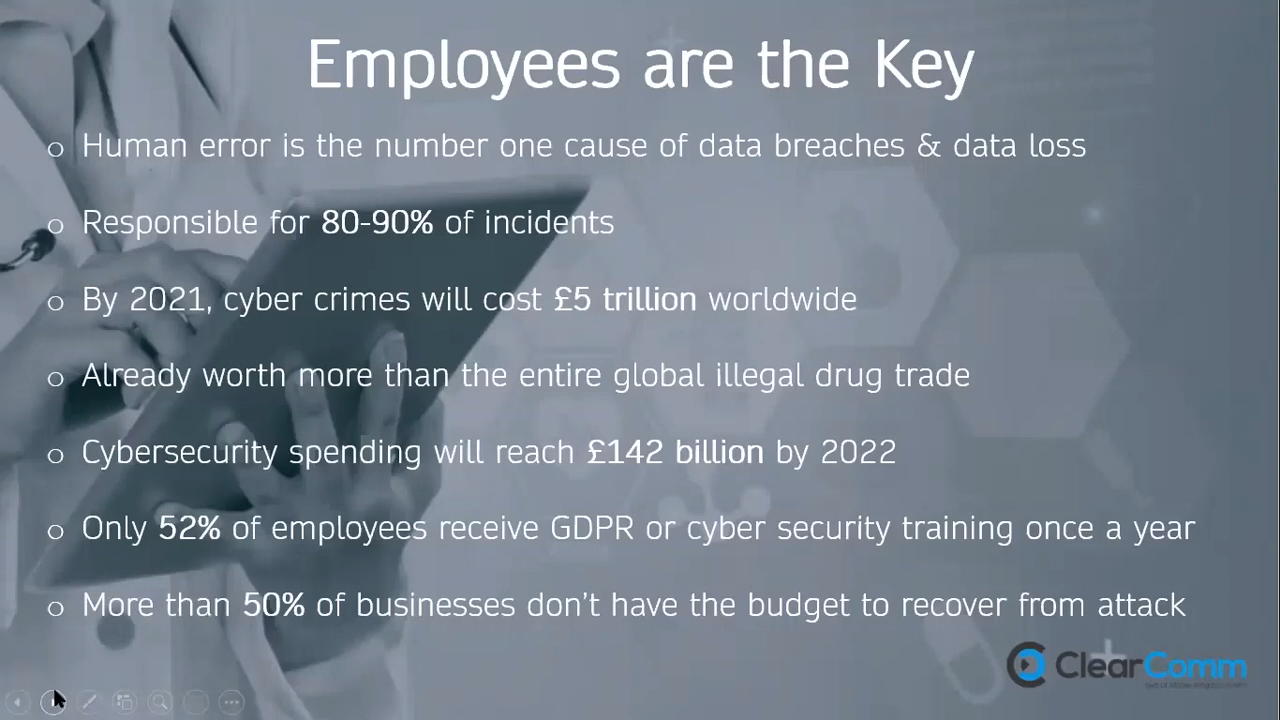 Employees are the Key
o Human error is the number one cause of data breaches & data loss
o Responsible for 80-90% of incidents
o By 2021, cyber crimes will cost £5 trillion worldwide
o Already worth more than the entire global illegal drug trade
o Cybersecurity spending will reach £142 billion by 2022
o Only 52% of employees receive GDPR or cyber security training once a year
o More than 50% of businesses don't have the budget to recover from attack
ClearComm